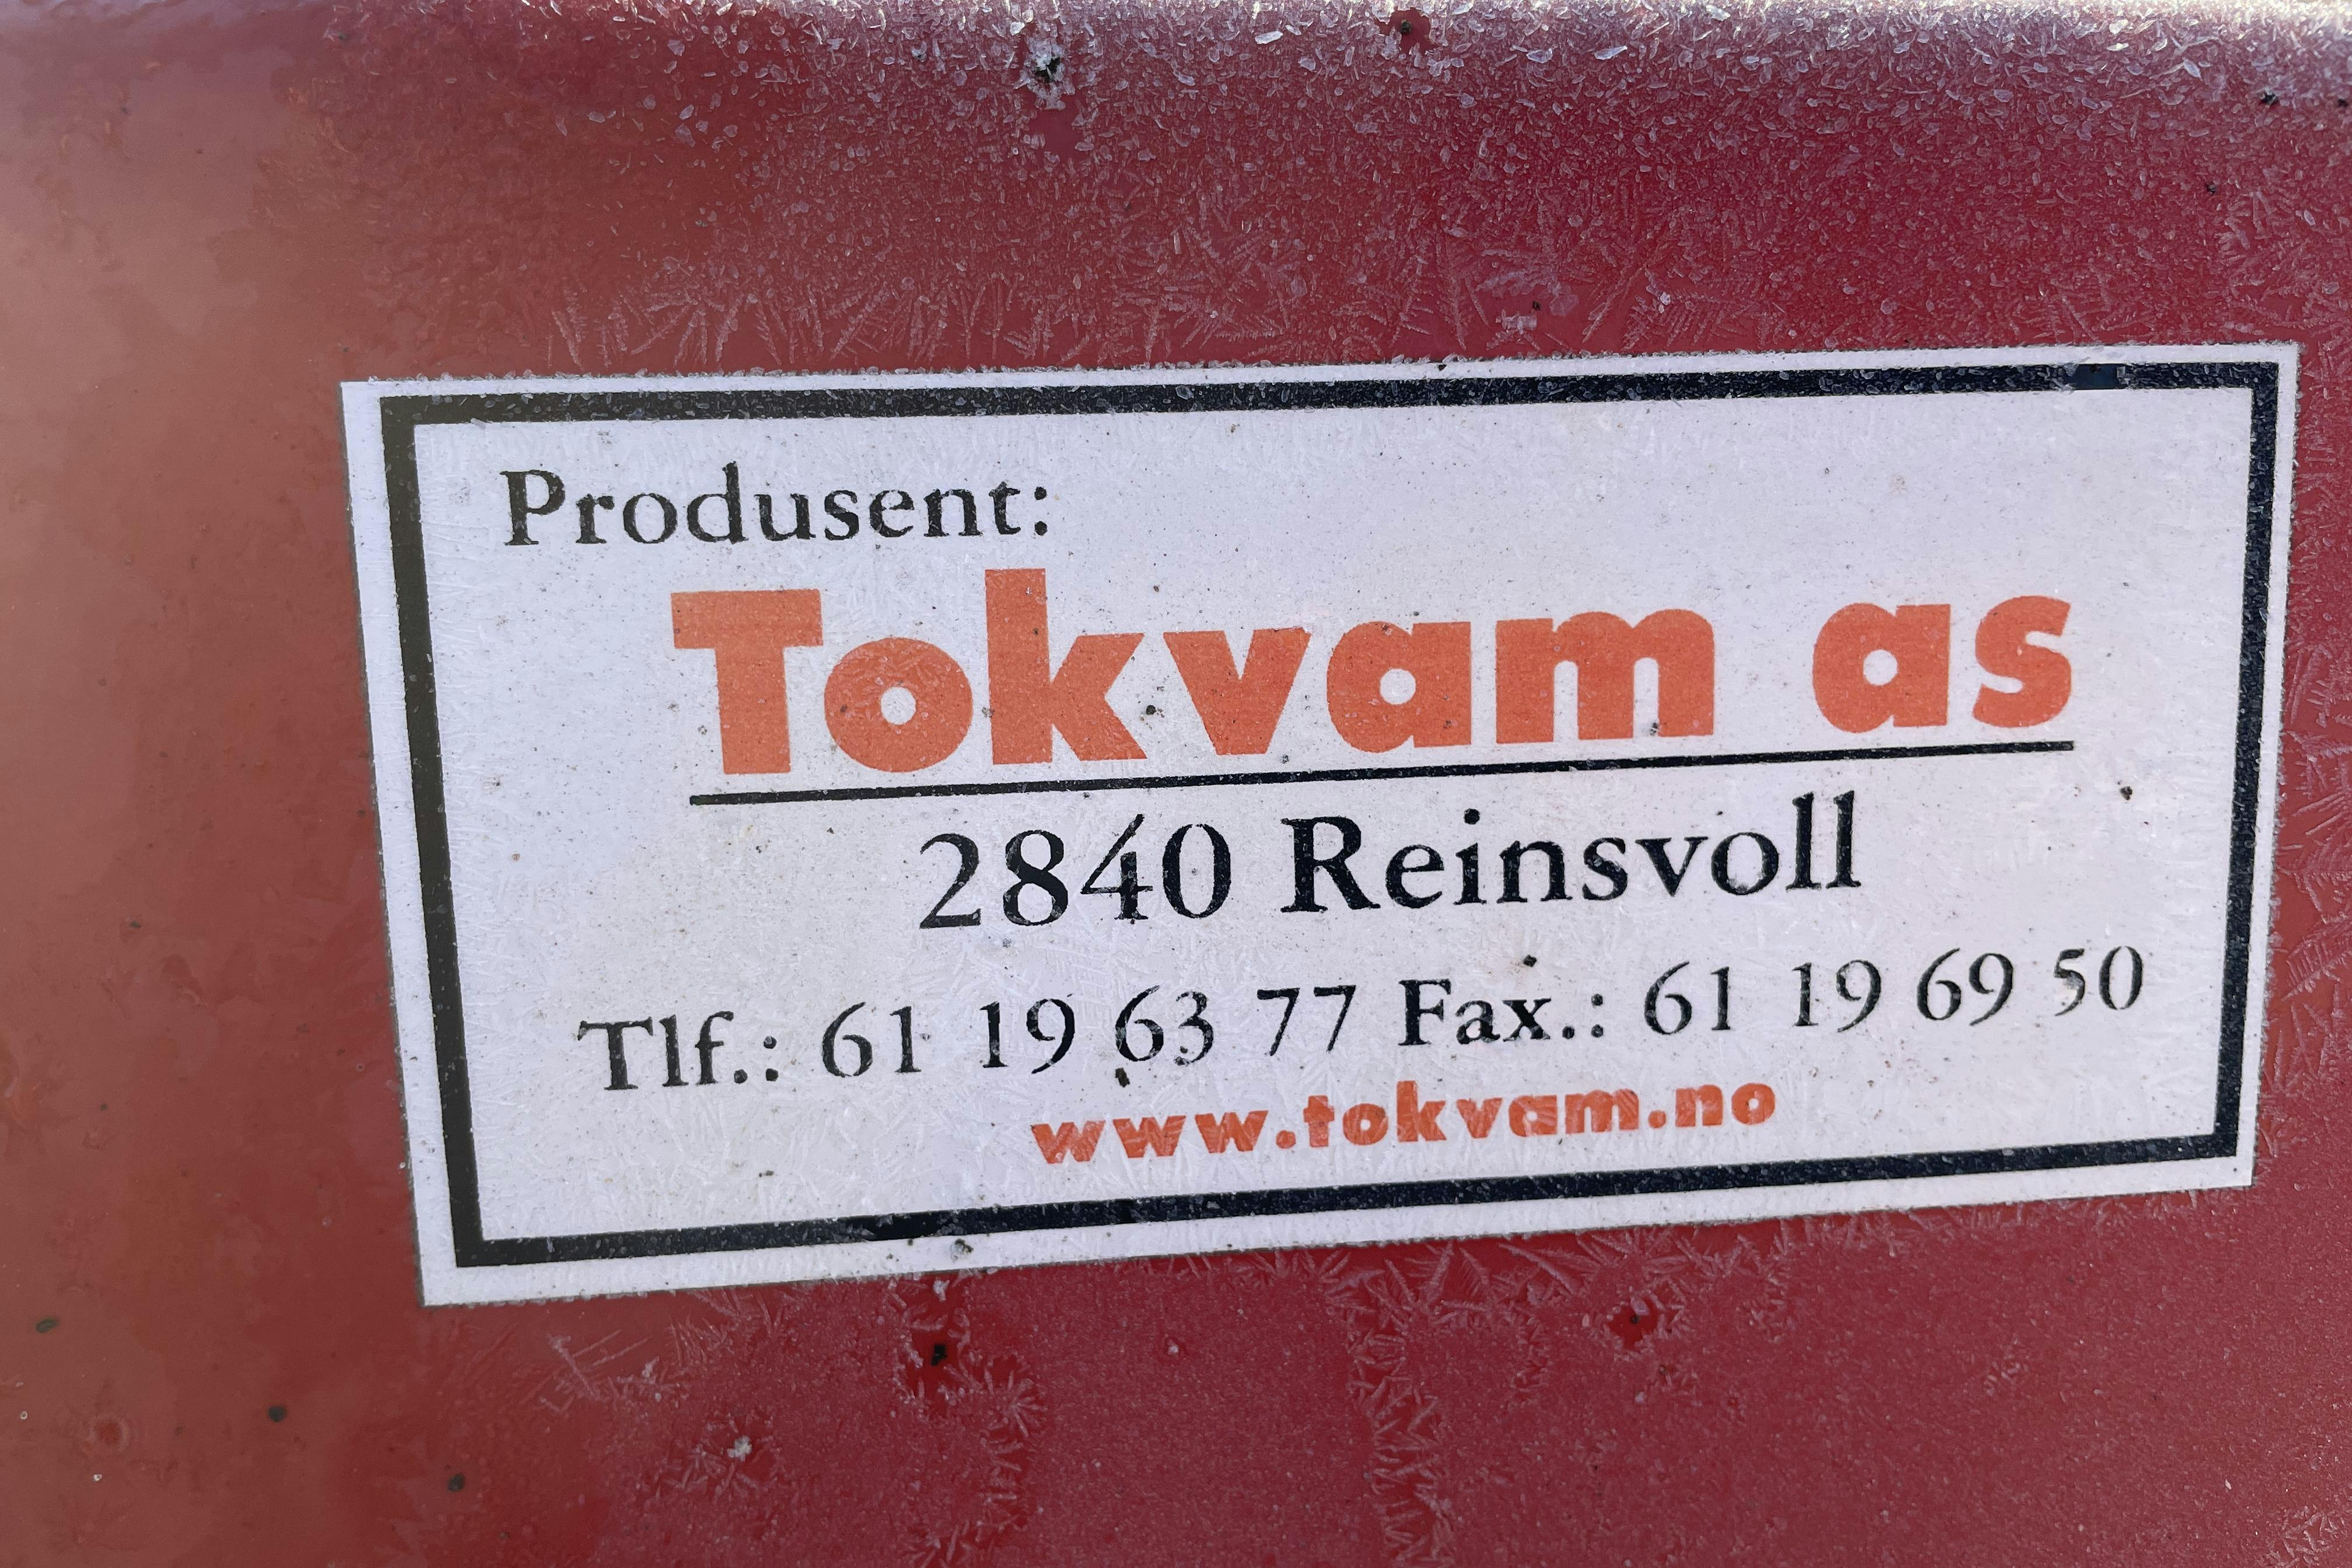 Produsent:
Tokvam as
2840 Reinsvoll
Tlf.: 61 19 63 77 Fax.: 61 19 69 50
www.tokvam.no